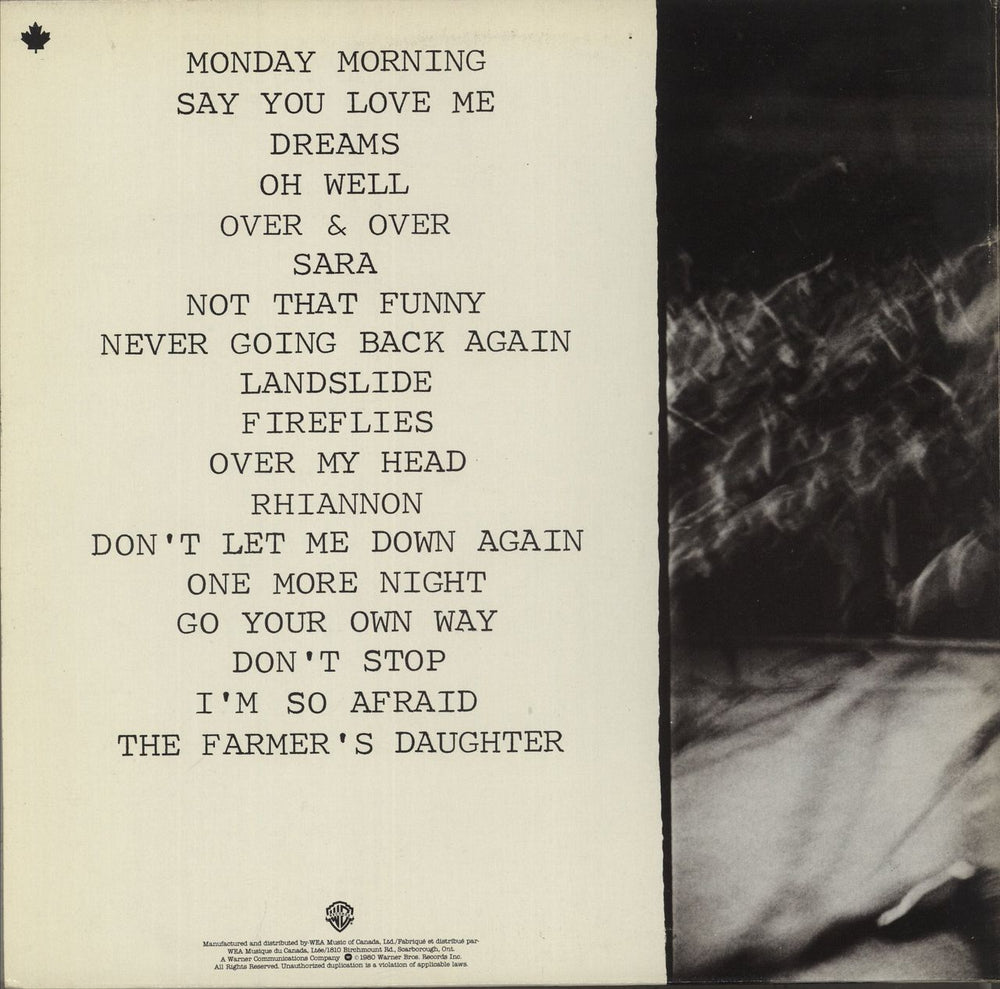 MONDAY MORNING
SAY YOU LOVE ME
DREAMS
OH WELL
OVER & OVER
SARA
NOT THAT FUNNY
NEVER GOING BACK AGAIN
LANDSLIDE
FIREFLIES
OVER MY HEAD
RHIANNON
DON'T LET ME DOWN AGAIN
ONE MORE NIGHT
GO YOUR OWN WAY
DON'T STOP
I'M SO AFRAID
THE FARMER'S DAUGHTER
Manufactured and distributed by WEA Music of Canada, Ltd./Fabriqué et distribué par
WEA Musique du Canada, Ltée/1810 Birchmount Rd., Scarborough, Ont.
A Warner Communications Company ℗ ©1980 Warner Bros. Records Inc.
All Rights Reserved. Unauthorized duplication is a violation of applicable laws.